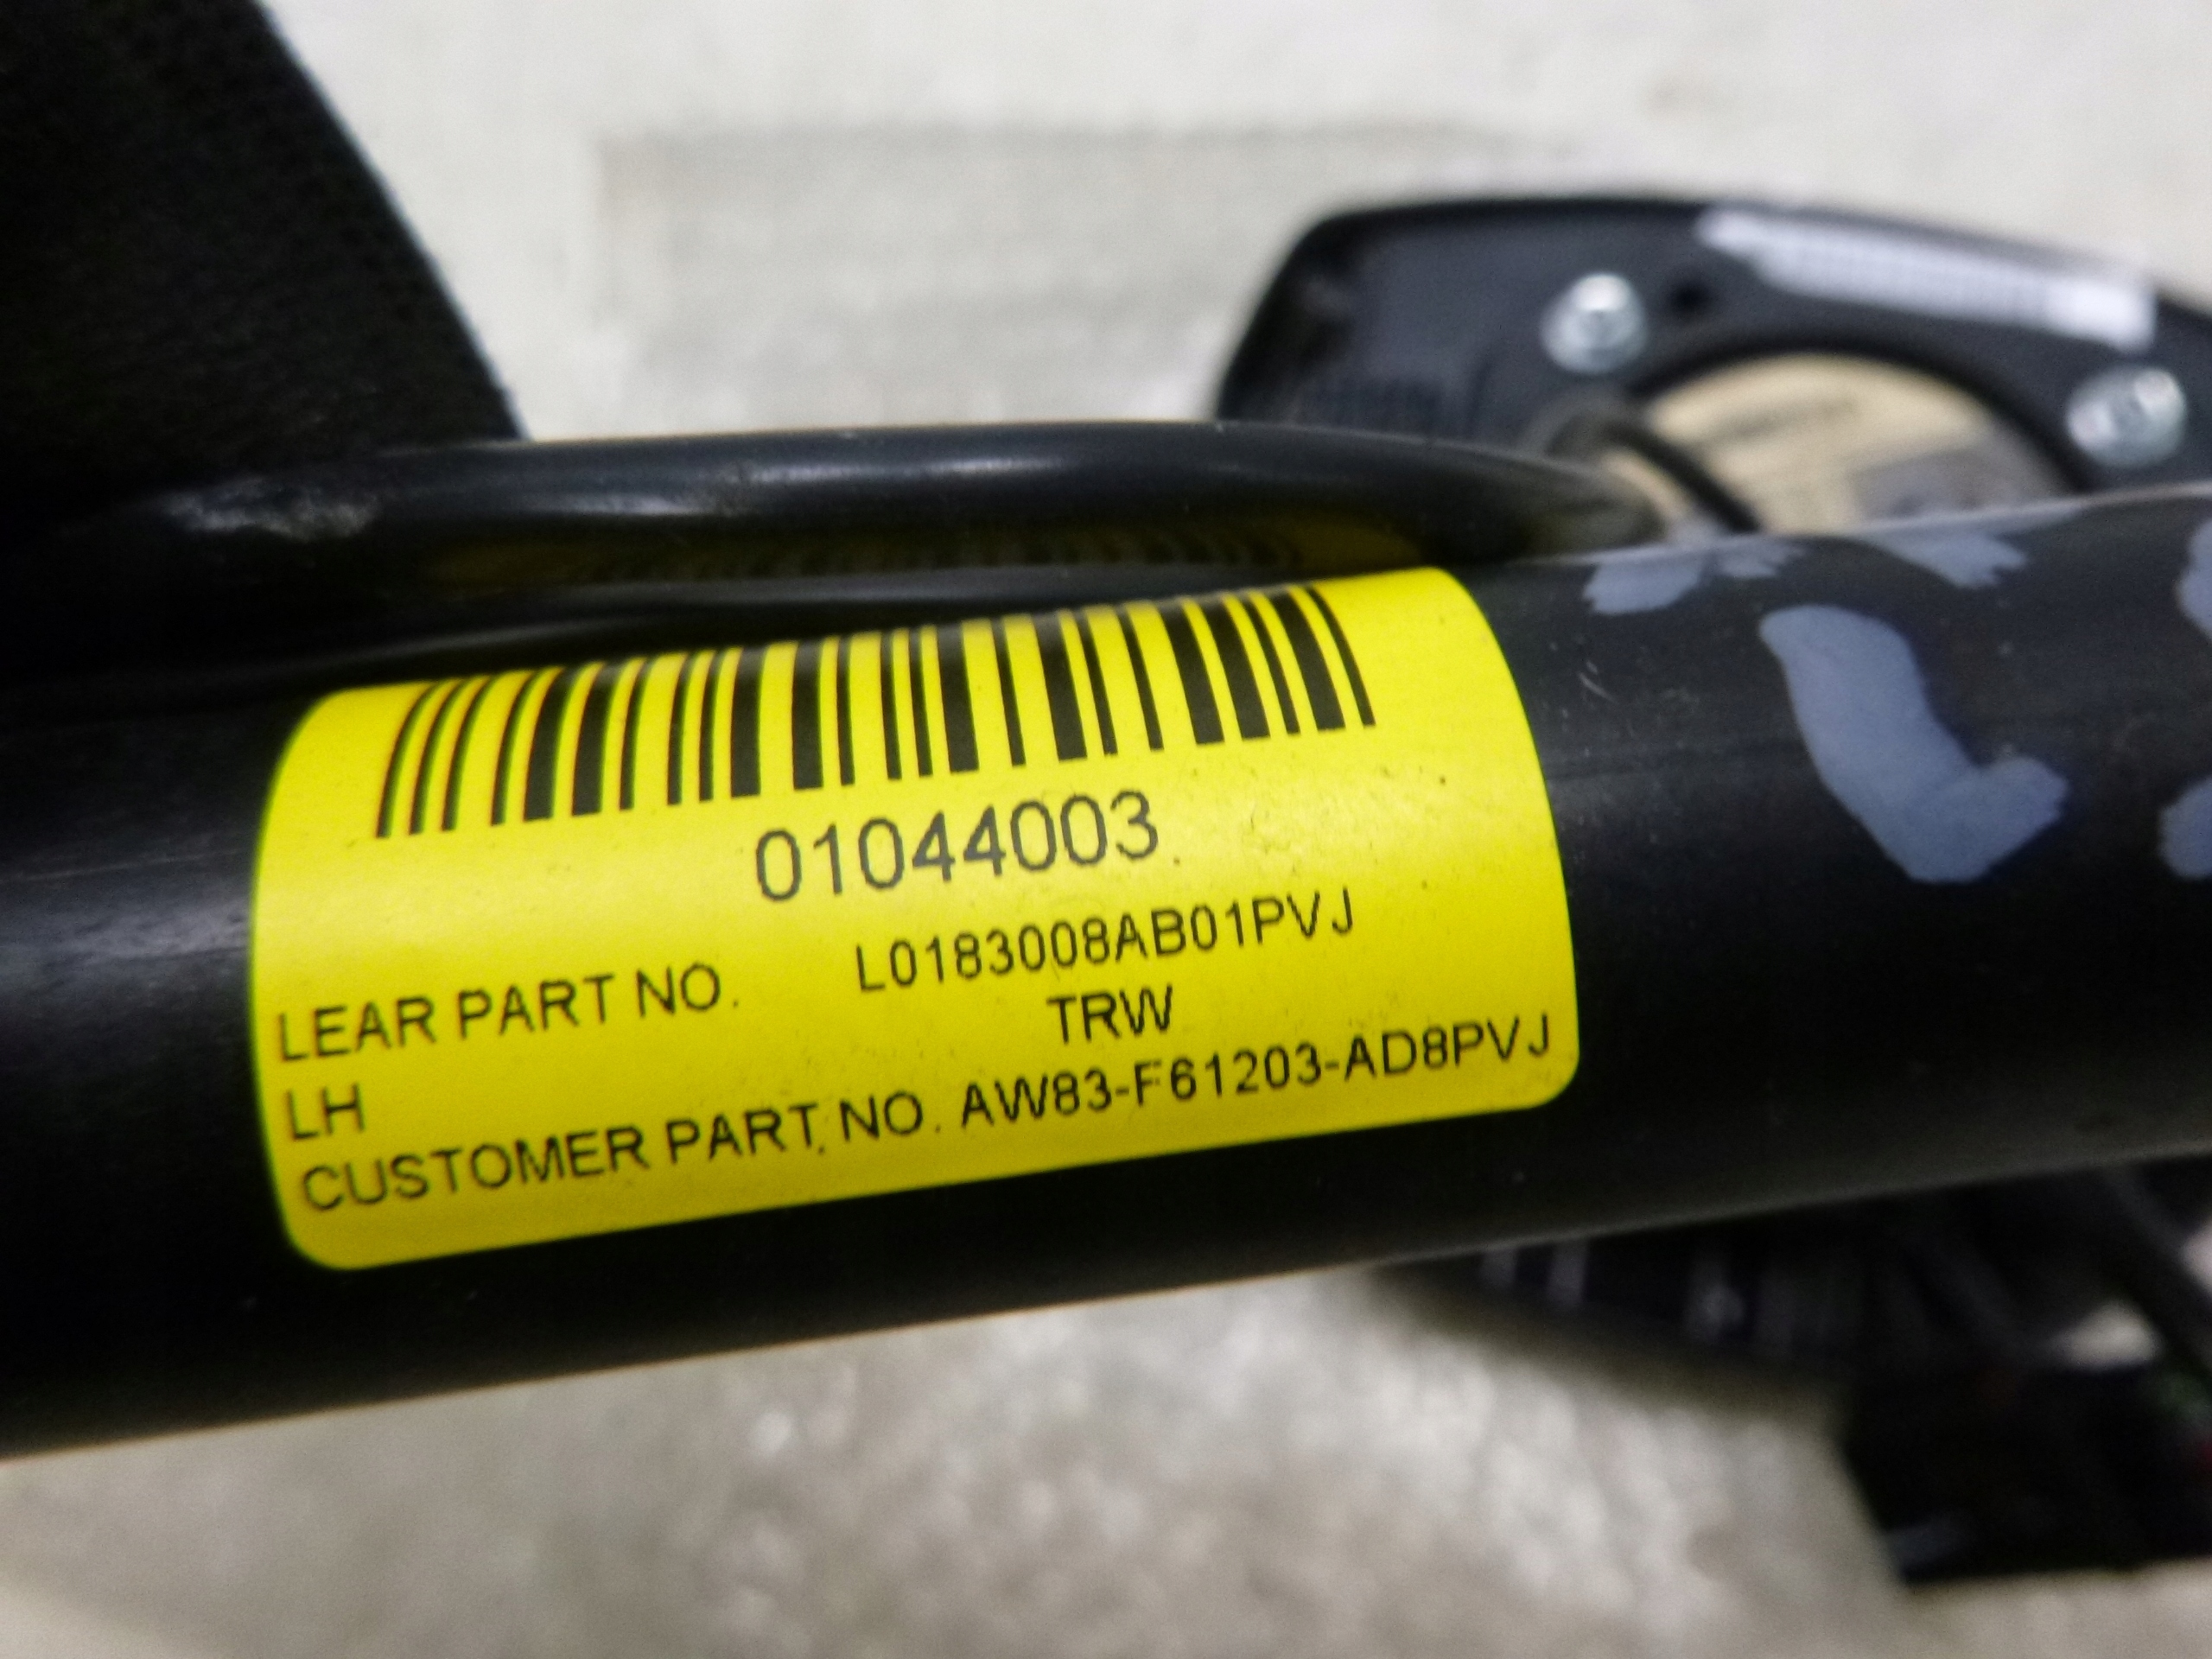 01044003
LEAR PART NO. L0183008AB01PVJ
LH TRW
CUSTOMER PART NO. AW83-F61203-AD8PVJ